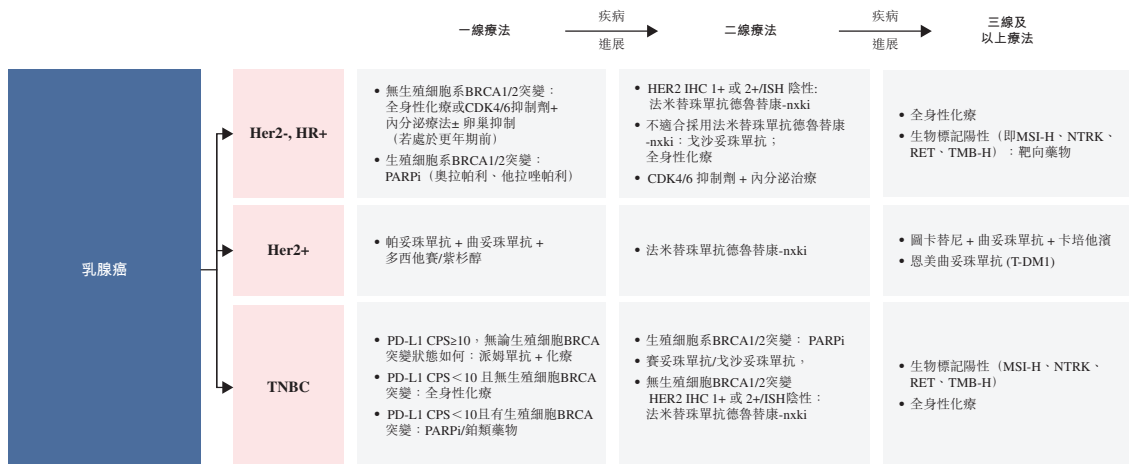 疾病
疾病
三線及
一線療法
二線療法
以上療法
進展
進展
乳腺癌
Her2-, HR+
• 無生殖細胞系BRCA1/2突變：
全身性化療或CDK4/6抑制劑+
內分泌療法± 卵巢抑制
（若處於更年期前）
• 生殖細胞系BRCA1/2突變：
PARPi（奧拉帕利、他拉唑帕利）
• HER2 IHC 1+ 或 2+/ISH 陰性:
法米替珠單抗德魯替康-nxki
• 不適合採用法米替珠單抗德魯替康
-nxki：戈沙妥珠單抗；
全身性化療
• CDK4/6 抑制劑 + 內分泌治療
• 全身性化療
• 生物標記陽性（即MSI-H、NTRK、
RET、TMB-H）：靶向藥物
Her2+
• 帕妥珠單抗 + 曲妥珠單抗 +
多西他賽/紫杉醇
• 法米替珠單抗德魯替康-nxki
• 圖卡替尼 + 曲妥珠單抗 + 卡培他濱
• 恩美曲妥珠單抗 (T-DM1)
TNBC
• PD-L1 CPS≥10，無論生殖細胞BRCA
突變狀態如何：派姆單抗 + 化療
• PD-L1 CPS＜10 且無生殖細胞BRCA
突變：全身性化療
• PD-L1 CPS＜10且有生殖細胞BRCA
突變：PARPi/鉑類藥物
• 生殖細胞系BRCA1/2突變： PARPi
• 賽妥珠單抗/戈沙妥珠單抗，
• 無生殖細胞BRCA1/2突變
HER2 IHC 1+ 或 2+/ISH陰性：
法米替珠單抗德魯替康-nxki
• 生物標記陽性（MSI-H、NTRK、
RET、TMB-H）
• 全身性化療